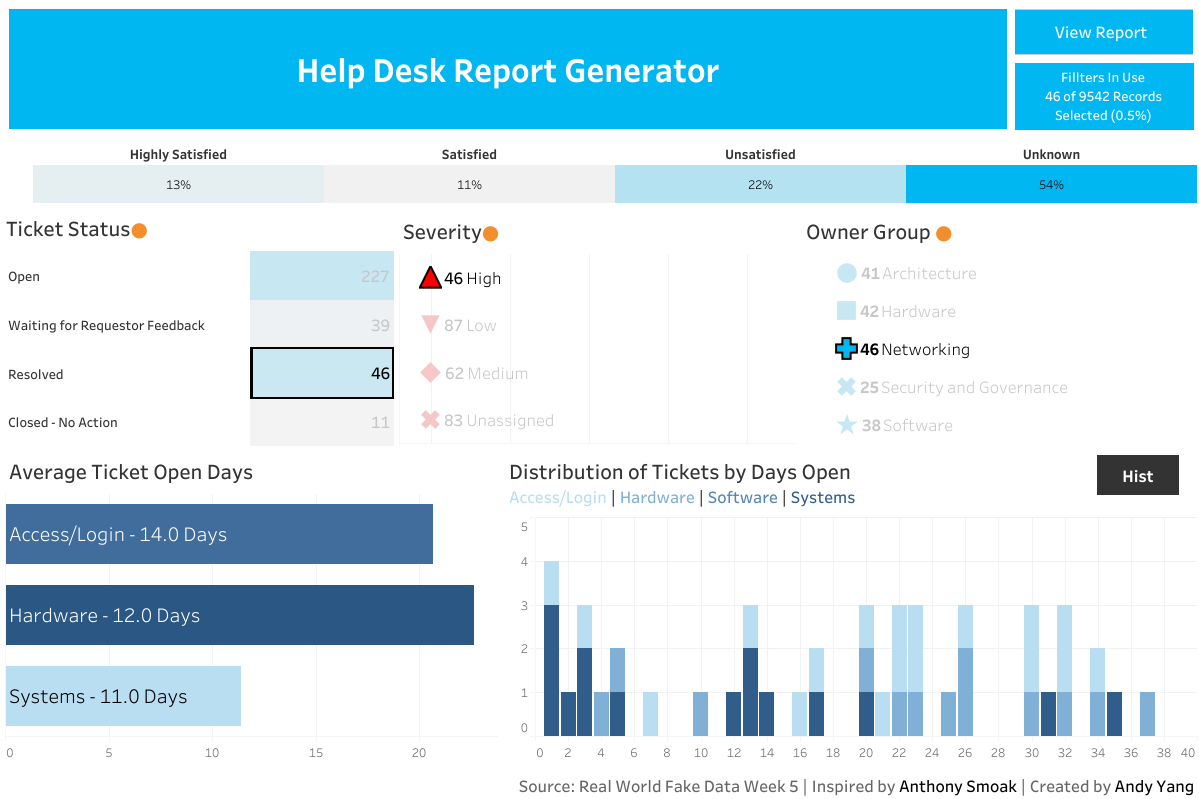 Help Desk Report Generator
View Report
Fillters In Use
46 of 9542 Records
Selected (0.5%)
Highly Satisfied
Satisfied
Unsatisfied
Unknown
13%
11%
22%
54%
Ticket Status
Open
227
Waiting for Requestor Feedback
39
Resolved
46
Closed - No Action
11
Severity
46 High
87 Low
62 Medium
83 Unassigned
Owner Group
41 Architecture
42 Hardware
46 Networking
25 Security and Governance
38 Software
Average Ticket Open Days
Access/Login - 14.0 Days
Hardware - 12.0 Days
Systems - 11.0 Days
0 5 10 15 20
Distribution of Tickets by Days Open
Access/Login | Hardware | Software | Systems
Hist
5
4
3
2
1
0
0 2 4 6 8 10 12 14 16 18 20 22 24 26 28 30 32 34 36 38 40
Source: Real World Fake Data Week 5 | Inspired by Anthony Smoak | Created by Andy Yang